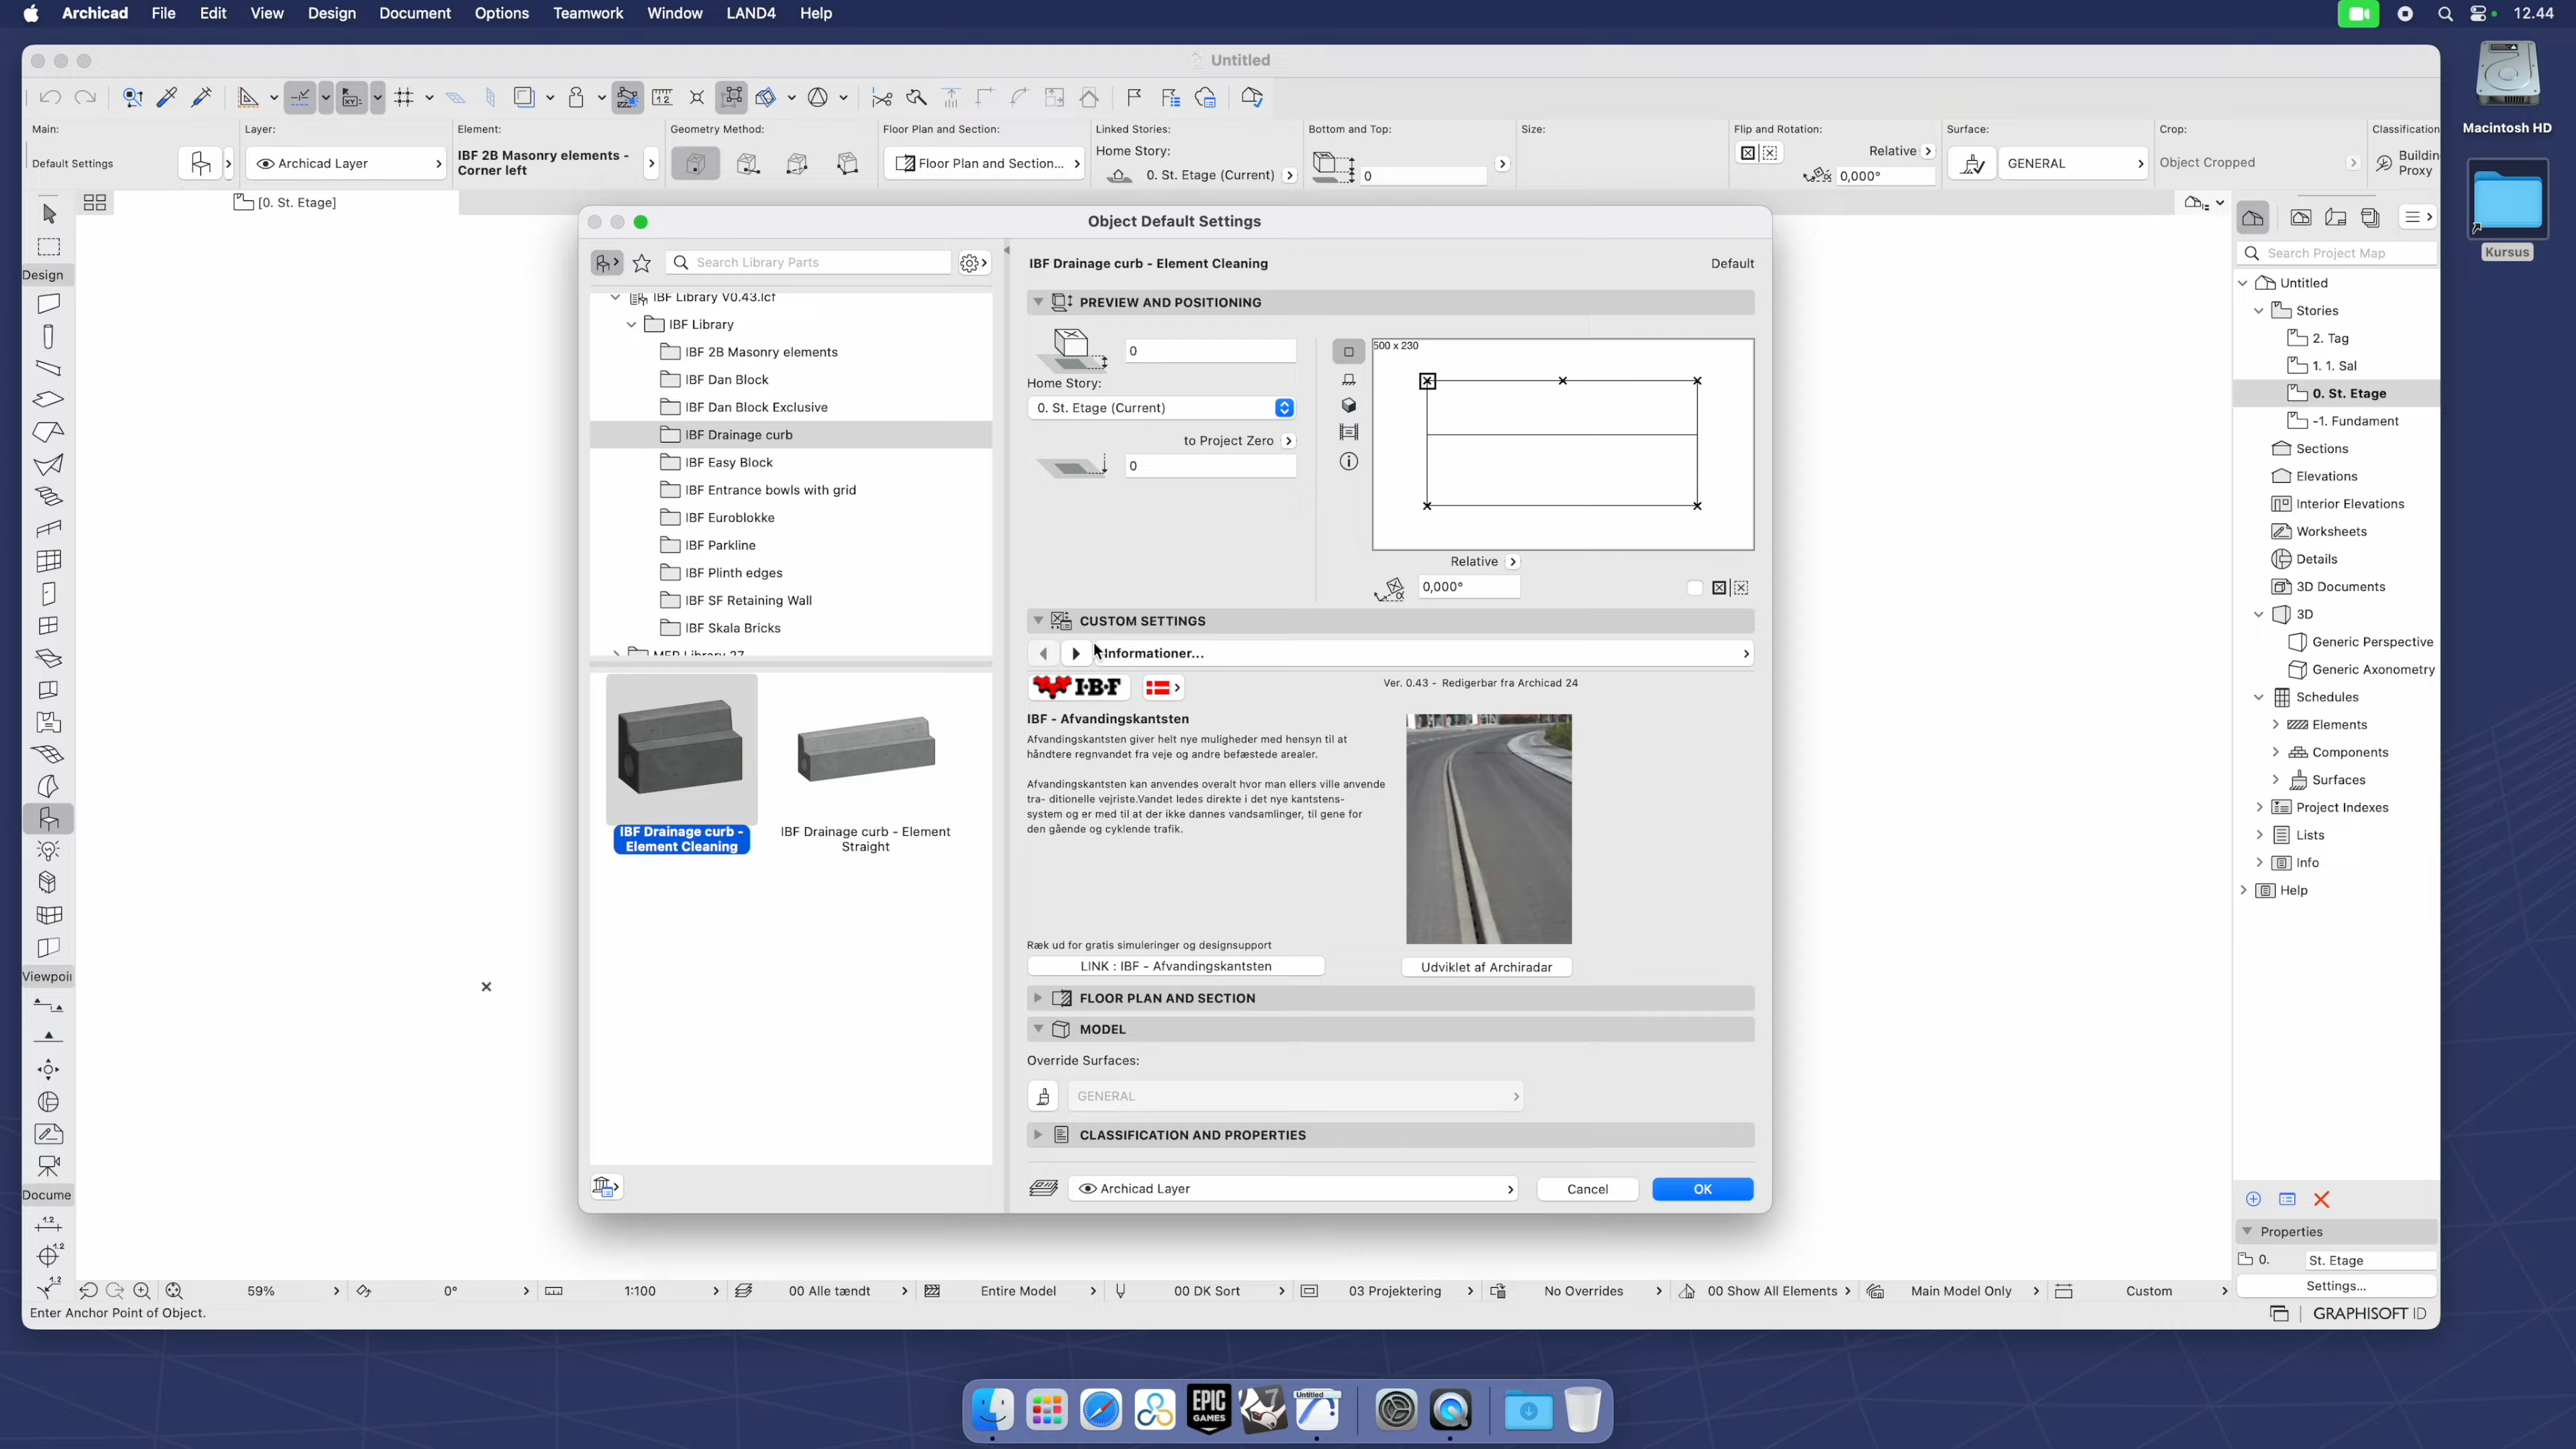 Archicad File Edit View Design Document Options Teamwork Window LAND4 Help 12.44
Untitled
Macintosh HD
Kursus
Main: Layer: Element: Geometry Method: Floor Plan and Section: Linked Stories: Bottom and Top: Size: Flip and Rotation: Surface: Crop: Classification
Default Settings
Archicad Layer
IBF 2B Masonry elements -
Corner left
Floor Plan and Section...
Home Story:
0. St. Etage (Current)
0
Relative
0,000°
GENERAL
Object Cropped
Buildin
Proxy
[0. St. Etage]
Design
Viewpoi
Docume
Object Default Settings
Search Library Parts
IBF Library V0.43.lcf
IBF Library
IBF 2B Masonry elements
IBF Dan Block
IBF Dan Block Exclusive
IBF Drainage curb
IBF Easy Block
IBF Entrance bowls with grid
IBF Euroblokke
IBF Parkline
IBF Plinth edges
IBF SF Retaining Wall
IBF Skala Bricks
MEP Library 27
IBF Drainage curb -
Element Cleaning
IBF Drainage curb - Element
Straight
IBF Drainage curb - Element Cleaning
Default
PREVIEW AND POSITIONING
0
Home Story:
0. St. Etage (Current)
to Project Zero
0
500 x 230
Relative
0,000°
CUSTOM SETTINGS
Informationer...
I·B·F
Ver. 0.43 - Redigerbar fra Archicad 24
IBF - Afvandingskantsten
Afvandingskantsten giver helt nye muligheder med hensyn til at
håndtere regnvandet fra veje og andre befæstede arealer.
Afvandingskantsten kan anvendes overalt hvor man ellers ville anvende
tra- ditionelle vejriste.Vandet ledes direkte i det nye kantstens-
system og er med til at der ikke dannes vandsamlinger, til gene for
den gående og cyklende trafik.
Ræk ud for gratis simuleringer og designsupport
LINK : IBF - Afvandingskantsten
Udviklet af Archiradar
FLOOR PLAN AND SECTION
MODEL
Override Surfaces:
GENERAL
CLASSIFICATION AND PROPERTIES
Archicad Layer
Cancel
OK
Search Project Map
Untitled
Stories
2. Tag
1. 1. Sal
0. St. Etage
-1. Fundament
Sections
Elevations
Interior Elevations
Worksheets
Details
3D Documents
3D
Generic Perspective
Generic Axonometry
Schedules
Elements
Components
Surfaces
Project Indexes
Lists
Info
Help
Properties
0. St. Etage
Settings...
59% 0° 1:100 00 Alle tændt Entire Model 00 DK Sort 03 Projektering No Overrides 00 Show All Elements Main Model Only Custom
Enter Anchor Point of Object.
GRAPHISOFT ID
EPIC
GAMES
Untitled
7